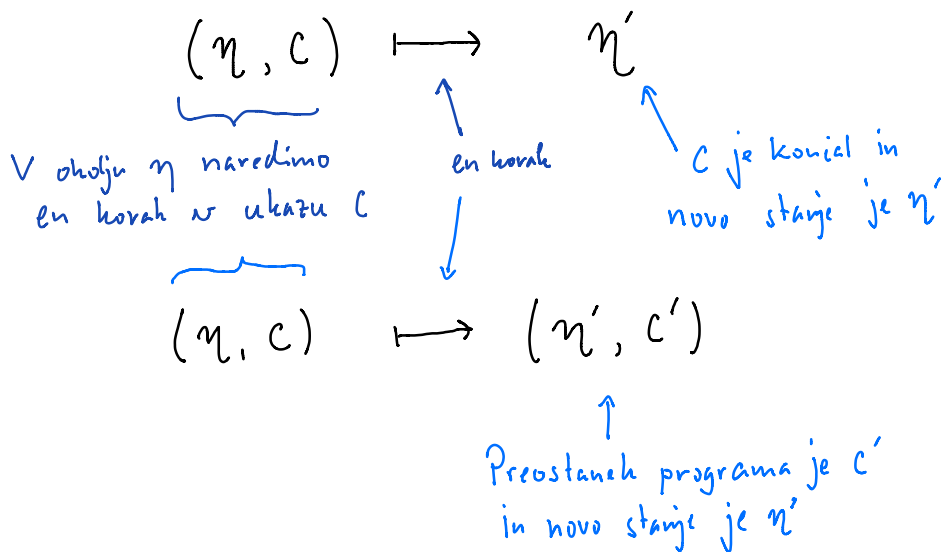 (η, c) ↦ η′
V okolju η naredimo
en korak v ukazu c
en korak
c je končal in
novo stanje je η′
(η, c) ↦ (η′, c′)
Preostanek programa je c′
in novo stanje je η′